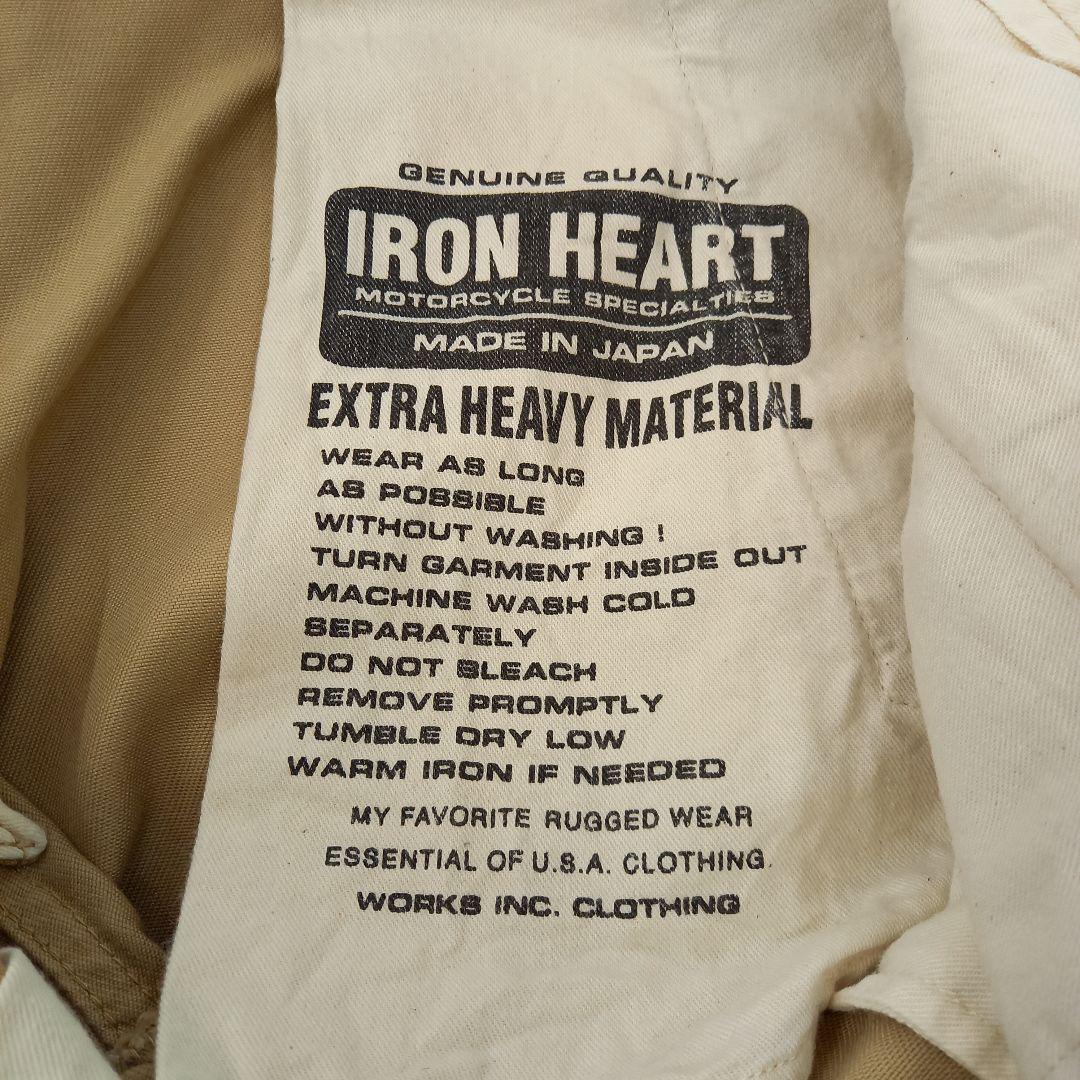 GENUINE QUALITY
IRON HEART
MOTORCYCLE SPECIALTIES
MADE IN JAPAN
EXTRA HEAVY MATERIAL
WEAR AS LONG
AS POSSIBLE
WITHOUT WASHING !
TURN GARMENT INSIDE OUT
MACHINE WASH COLD
SEPARATELY
DO NOT BLEACH
REMOVE PROMPTLY
TUMBLE DRY LOW
WARM IRON IF NEEDED
MY FAVORITE RUGGED WEAR
ESSENTIAL OF U.S.A. CLOTHING.
WORKS INC. CLOTHING